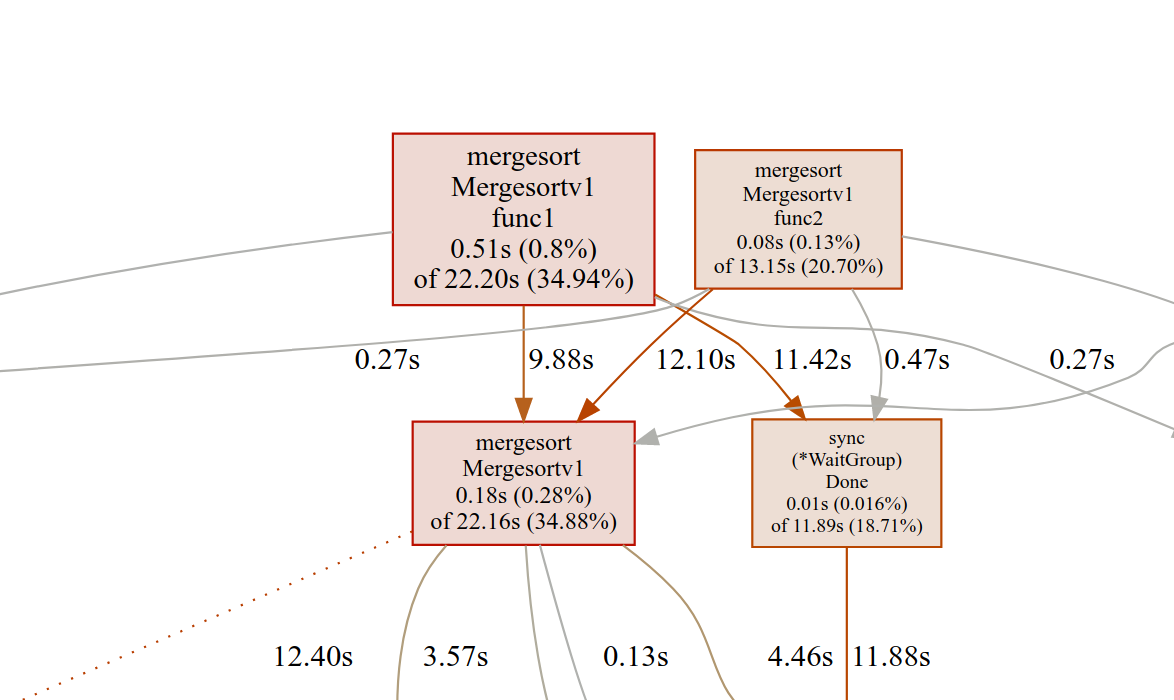 mergesort
Mergesortv1
func1
0.51s (0.8%)
of 22.20s (34.94%)
mergesort
Mergesortv1
func2
0.08s (0.13%)
of 13.15s (20.70%)
0.27s
9.88s
12.10s
11.42s
0.47s
0.27s
mergesort
Mergesortv1
0.18s (0.28%)
of 22.16s (34.88%)
sync
(*WaitGroup)
Done
0.01s (0.016%)
of 11.89s (18.71%)
12.40s
3.57s
0.13s
4.46s
11.88s